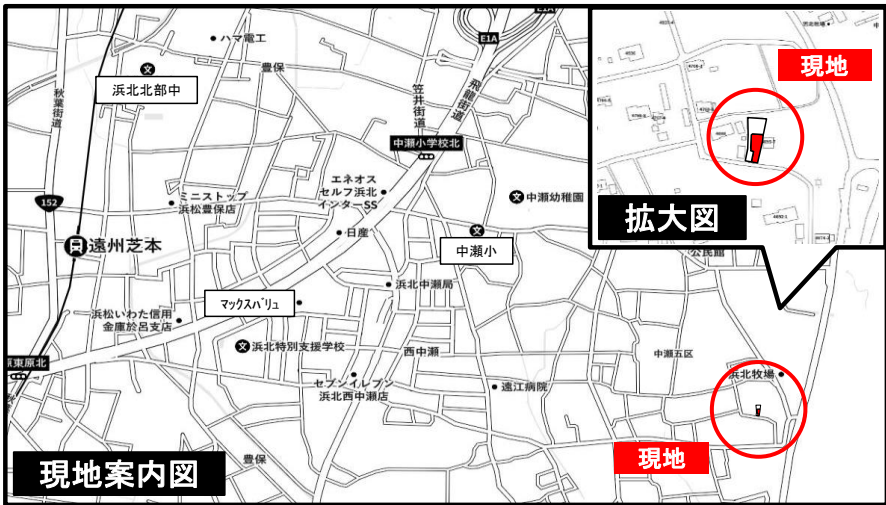 ハマ電工
豊保
E1A
浜北北部中
秋葉街道
笠井街道
飛龍街道
中瀬小学校北
152
ミニストップ
浜松豊保店
エネオス
セルフ浜北
インターSS
中瀬幼稚園
遠州芝本
日産
中瀬小
公民館
マックスバリュ
浜北中瀬局
浜松いわた信用
金庫於呂支店
原東原北
浜北特別支援学校
西中瀬
中瀬五区
浜北牧場
セブンイレブン
浜北西中瀬店
遠江病院
豊保
現地
現地案内図
浜北牧場
現地
拡大図